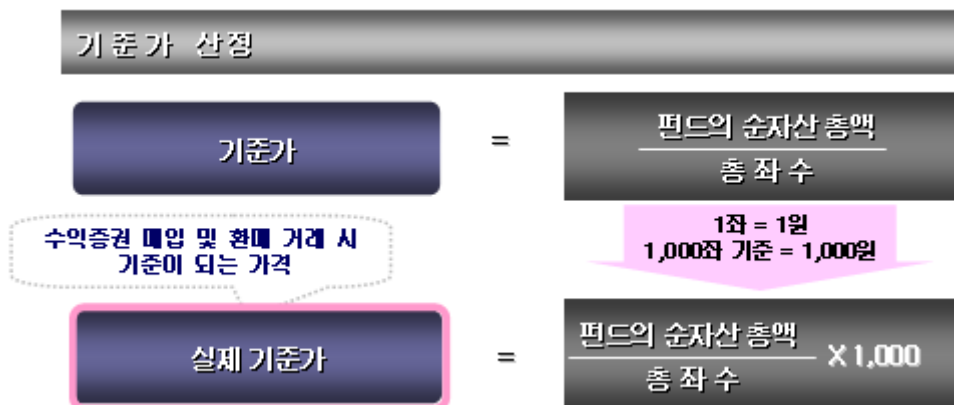 기준가 산정
기준가
=
펀드의 순자산 총액
총 좌 수
수익증권 매입 및 환매 거래 시
기준이 되는 가격
1좌 = 1원
1,000좌 기준 = 1,000원
실제 기준가
=
펀드의 순자산 총액
총 좌 수
X 1,000